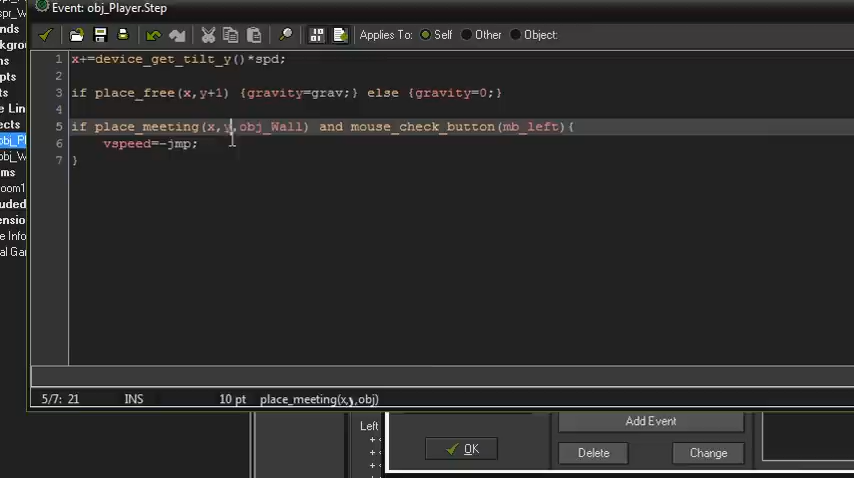 Event: obj_Player.Step
Applies To: Self Other Object:
1 x+=device_get_tilt_y()*spd;
2
3 if place_free(x,y+1) {gravity=grav;} else {gravity=0;}
4
5 if place_meeting(x,y,obj_Wall) and mouse_check_button(mb_left){
6 vspeed=-jmp;
7 }
5/7: 21 INS 10 pt place_meeting(x,y,obj)
Left
Add Event
OK
Delete
Change